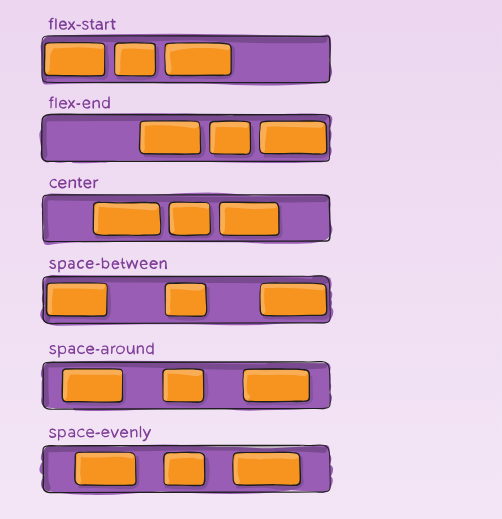 flex-start
flex-end
center
space-between
space-around
space-evenly